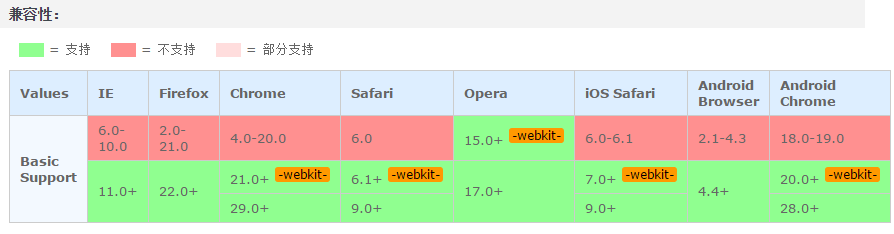 兼容性：
= 支持 = 不支持 = 部分支持
Values IE Firefox Chrome Safari Opera iOS Safari Android Browser Android Chrome
Basic Support
6.0-10.0 2.0-21.0 4.0-20.0 6.0 15.0+ -webkit- 6.0-6.1 2.1-4.3 18.0-19.0
11.0+ 22.0+ 21.0+ -webkit- 6.1+ -webkit- 17.0+ 7.0+ -webkit- 4.4+ 20.0+ -webkit-
29.0+ 9.0+ 9.0+ 28.0+